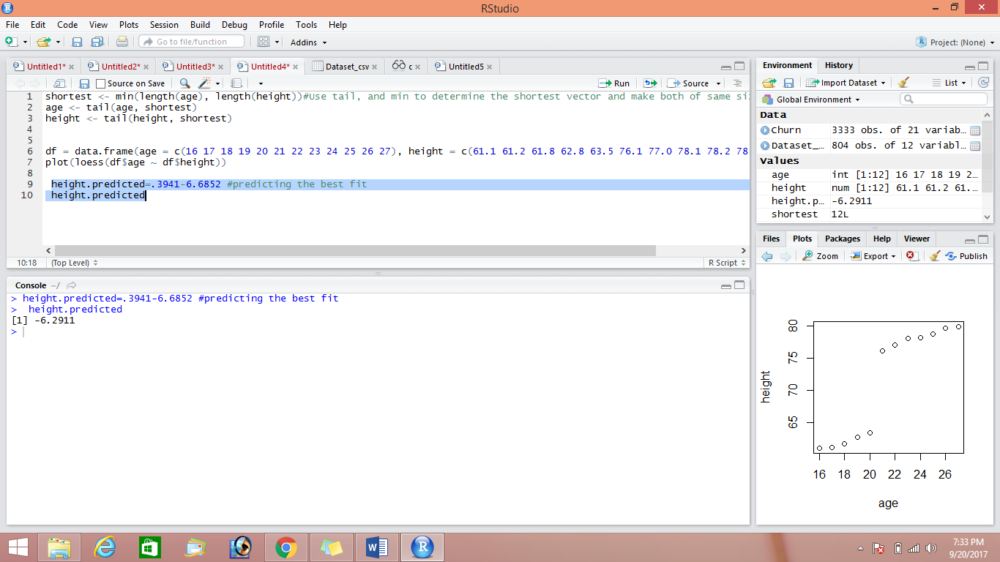 RStudio
File Edit Code View Plots Session Build Debug Profile Tools Help
Go to file/function Addins Project: (None)
Untitled1* Untitled2* Untitled3* Untitled4* Dataset_csv c Untitled5
Source on Save Run Source
1 shortest <- min(length(age), length(height))#Use tail, and min to determine the shortest vector and make both of same si
2 age <- tail(age, shortest)
3 height <- tail(height, shortest)
4
5
6 df = data.frame(age = c(16 17 18 19 20 21 22 23 24 25 26 27), height = c(61.1 61.2 61.8 62.8 63.5 76.1 77.0 78.1 78.2 78
7 plot(loess(df$age ~ df$height))
8
9 height.predicted=.3941-6.6852 #predicting the best fit
10 height.predicted
10:18 (Top Level) R Script
Console ~/
> height.predicted=.3941-6.6852 #predicting the best fit
> height.predicted
[1] -6.2911
>
Environment History
Import Dataset List
Global Environment
Data
Churn 3333 obs. of 21 variab…
Dataset_… 804 obs. of 12 variabl…
Values
age int [1:12] 16 17 18 19 2…
height num [1:12] 61.1 61.2 61.…
height.p… -6.2911
shortest 12L
Files Plots Packages Help Viewer
Zoom Export Publish
80
75
70
65
height
16 18 20 22 24 26
age
7:33 PM
9/20/2017